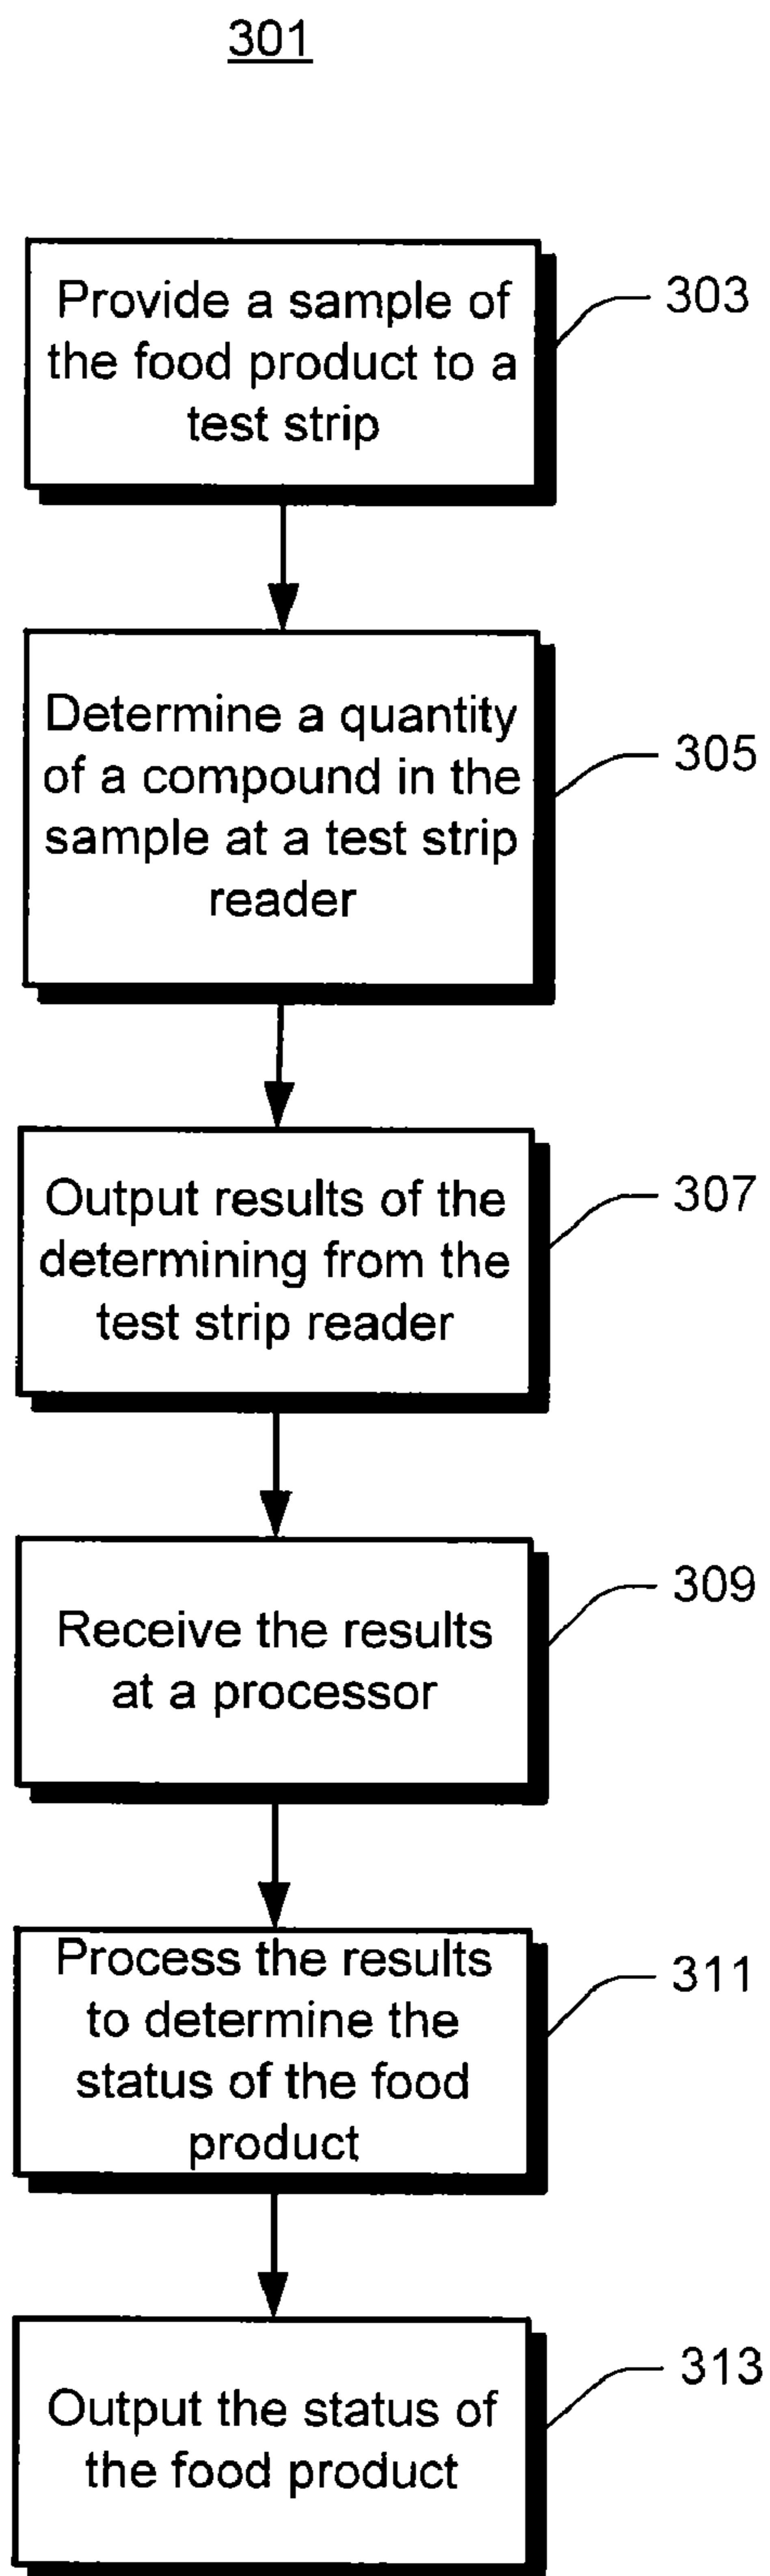 301
Provide a sample of
the food product to a
test strip
303
Determine a quantity
of a compound in the
sample at a test strip
reader
305
Output results of the
determining from the
test strip reader
307
Receive the results
at a processor
309
Process the results
to determine the
status of the food
product
311
Output the status of
the food product
313